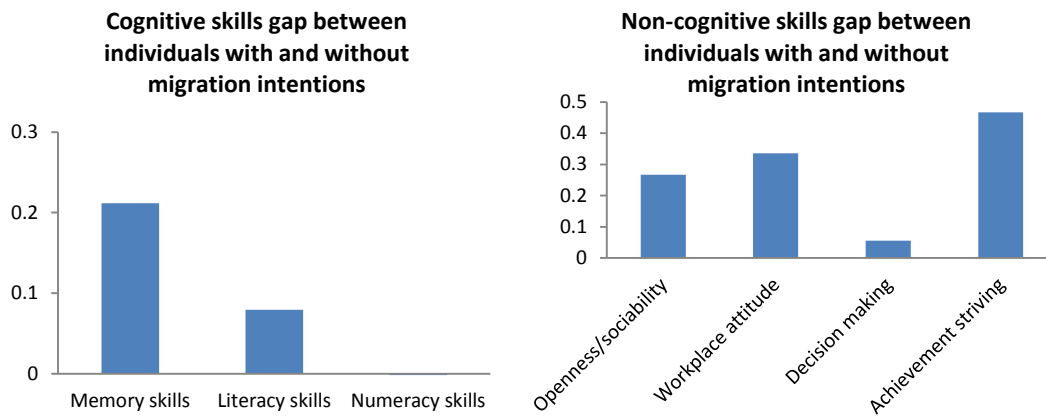 Cognitive skills gap between
individuals with and without
migration intentions
0.3
0.2
0.1
0
Memory skills
Literacy skills
Numeracy skills
Non-cognitive skills gap between
individuals with and without
migration intentions
0.5
0.4
0.3
0.2
0.1
0
Openness/sociability
Workplace attitude
Decision making
Achievement striving